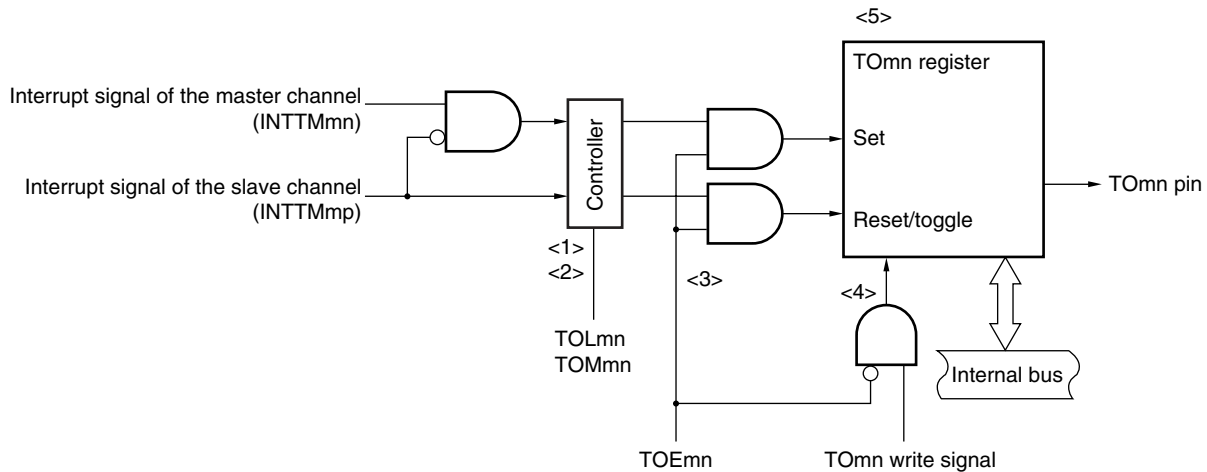 <5>
TOmn register
Interrupt signal of the master channel
(INTTMmn)
Controller
Set
Interrupt signal of the slave channel
(INTTMmp)
TOmn pin
Reset/toggle
<1>
<2>
<3>
<4>
TOLmn
TOMmn
Internal bus
TOEmn
TOmn write signal